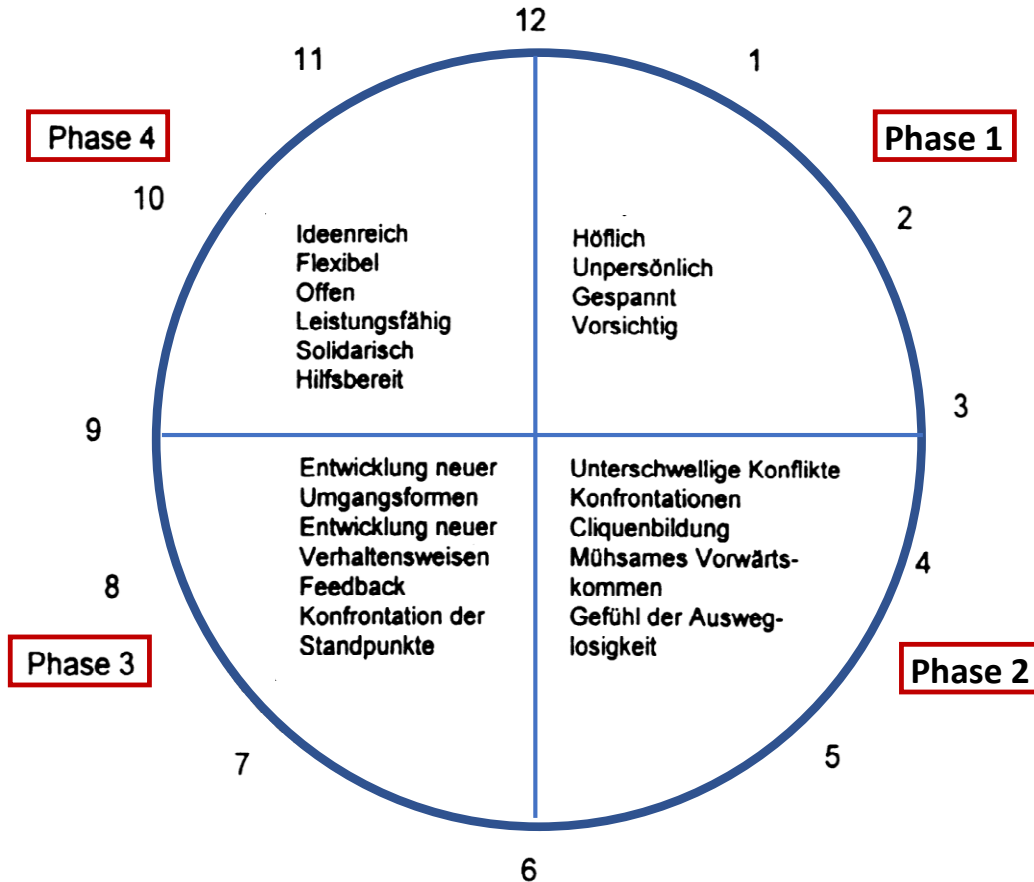 12
11
1
Phase 4
Phase 1
10
2
Ideenreich
Flexibel
Offen
Leistungsfähig
Solidarisch
Hilfsbereit
Höflich
Unpersönlich
Gespannt
Vorsichtig
9
3
Entwicklung neuer
Umgangsformen
Entwicklung neuer
Verhaltensweisen
Feedback
Konfrontation der
Standpunkte
Unterschwellige Konflikte
Konfrontationen
Cliquenbildung
Mühsames Vorwärts-
kommen
Gefühl der Ausweg-
losigkeit
8
4
Phase 3
Phase 2
7
5
6